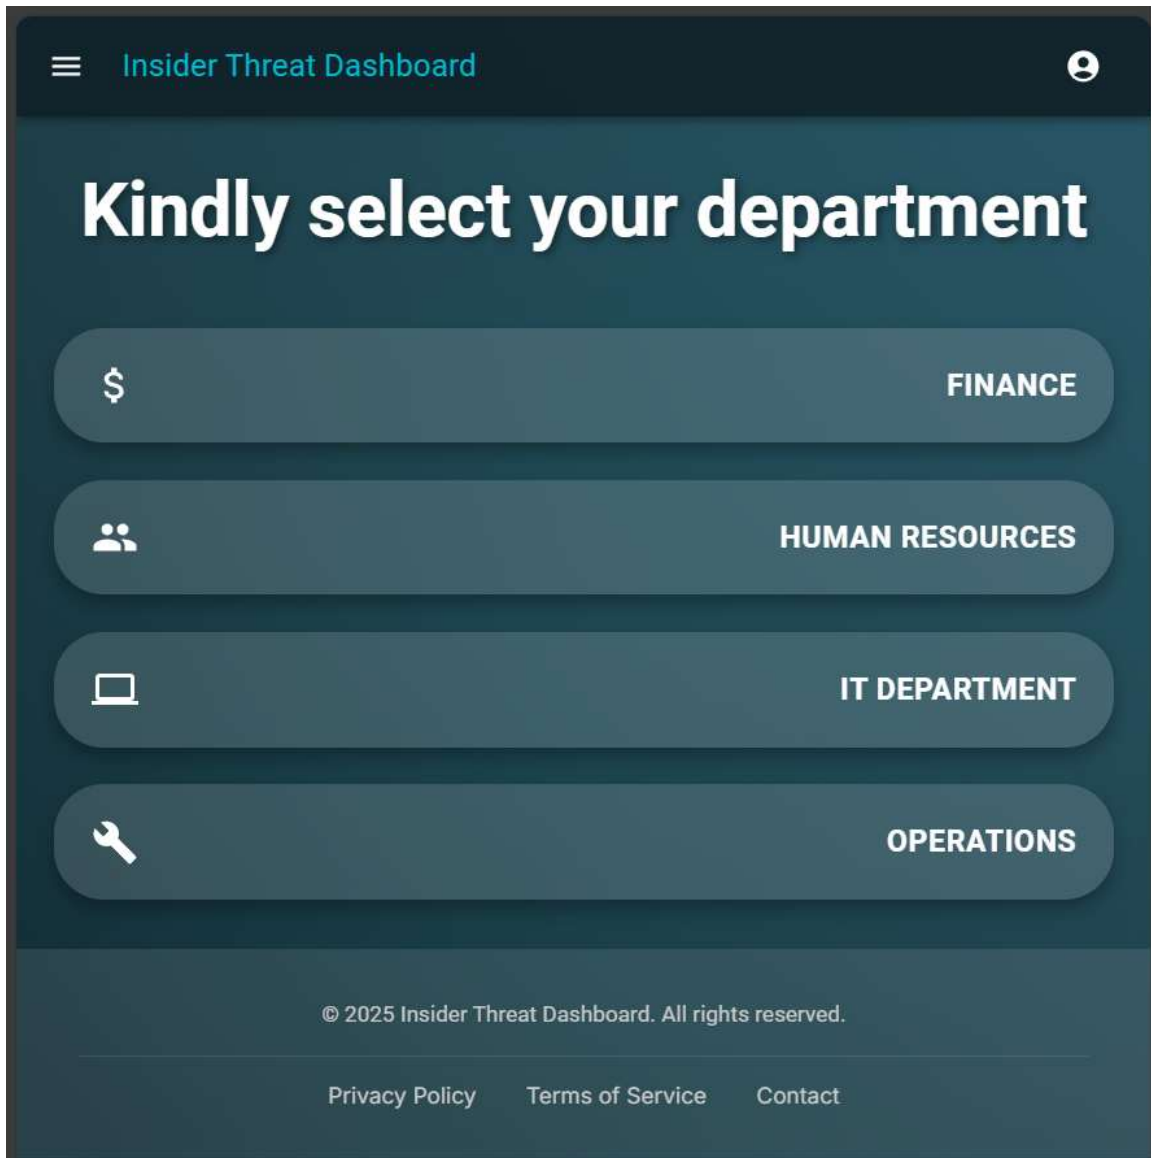 Insider Threat Dashboard
Kindly select your department
$ FINANCE
HUMAN RESOURCES
IT DEPARTMENT
OPERATIONS
© 2025 Insider Threat Dashboard. All rights reserved.
Privacy Policy Terms of Service Contact